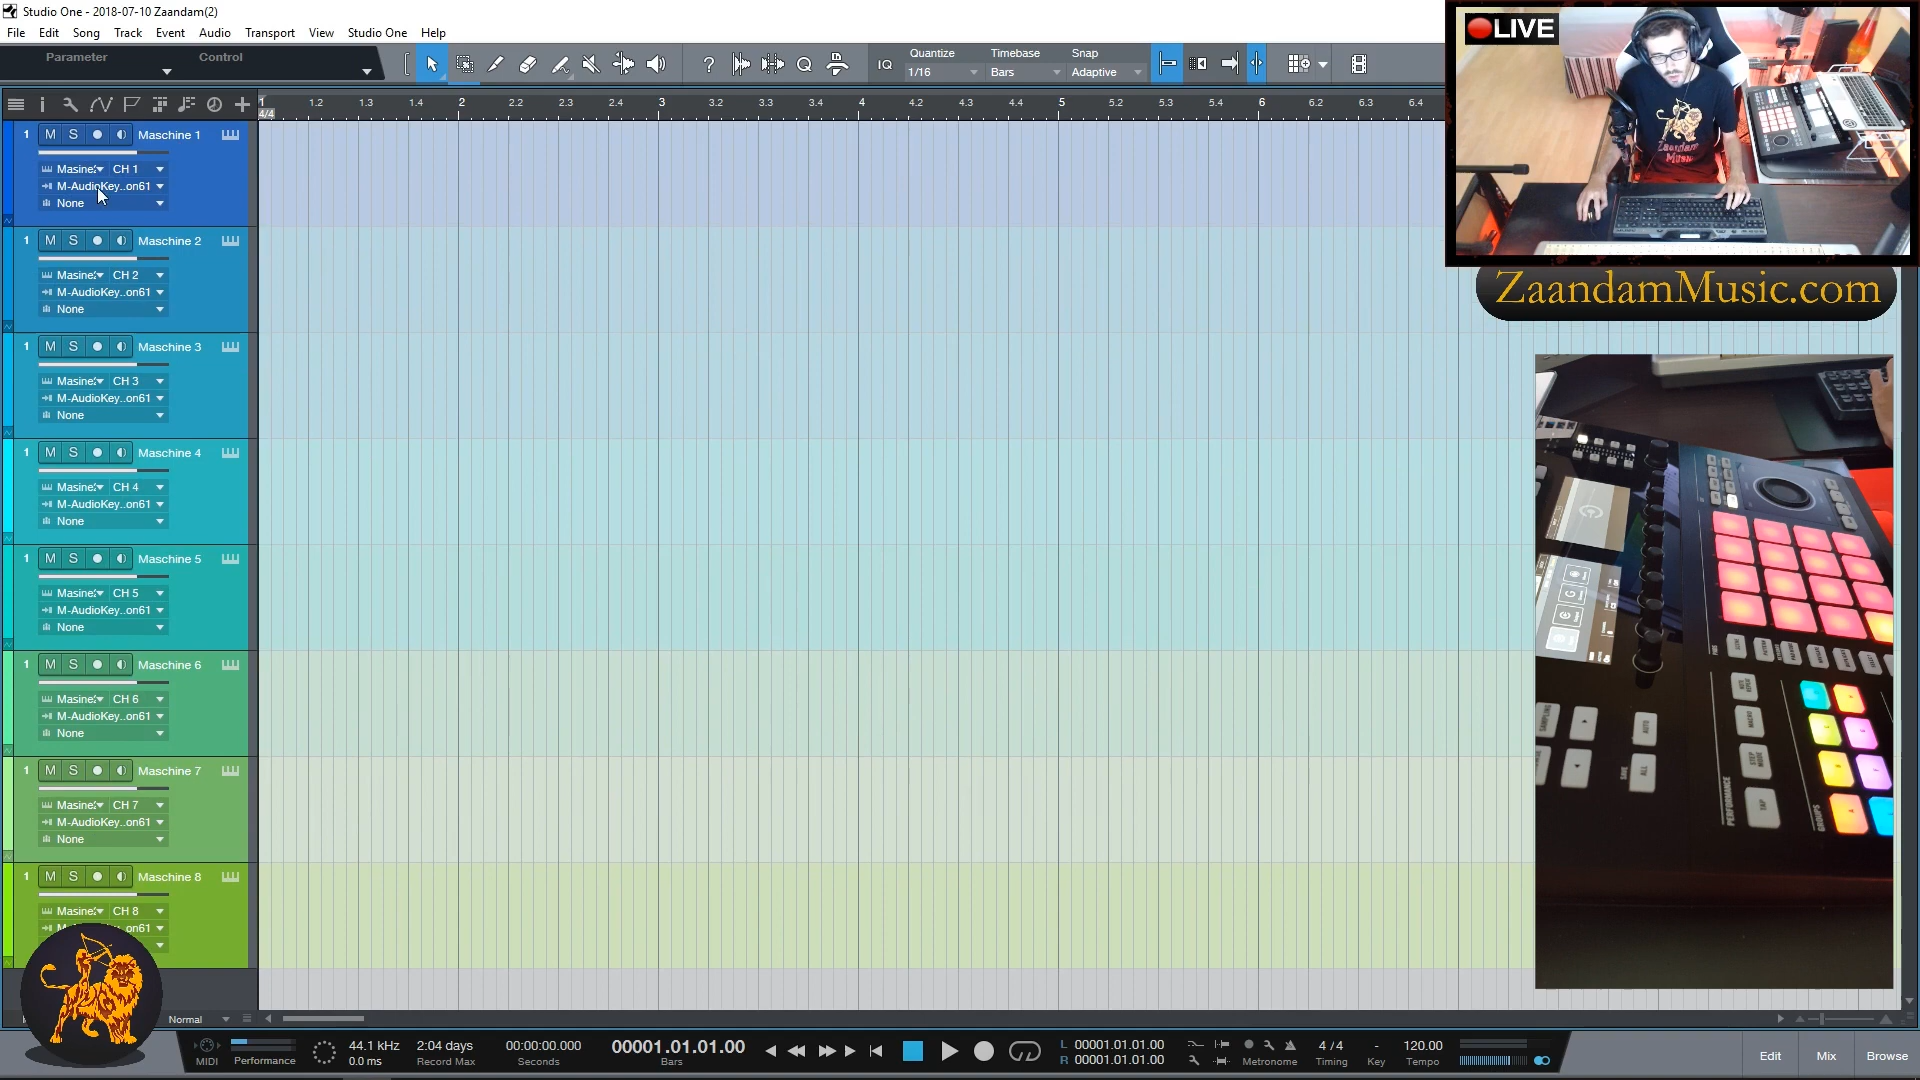 Studio One - 2018-07-10 Zaandam(2)
File Edit Song Track Event Audio Transport View Studio One Help
LIVE
Parameter Control
Quantize Timebase Snap
IQ 1/16 Bars Adaptive
1 1.2 1.3 1.4 2 2.2 2.3 2.4 3 3.2 3.3 3.4 4 4.2 4.3 4.4 5 5.2 5.3 5.4 6 6.2 6.3 6.4
4/4
1 M S Maschine 1
Masine CH 1
M-AudioKey..on61
None
1 M S Maschine 2
Masine CH 2
M-AudioKey..on61
None
1 M S Maschine 3
Masine CH 3
M-AudioKey..on61
None
1 M S Maschine 4
Masine CH 4
M-AudioKey..on61
None
1 M S Maschine 5
Masine CH 5
M-AudioKey..on61
None
1 M S Maschine 6
Masine CH 6
M-AudioKey..on61
None
1 M S Maschine 7
Masine CH 7
M-AudioKey..on61
None
1 M S Maschine 8
Masine CH 8
on61
Zaandam
Music
ZaandamMusic.com
Normal
MIDI
Performance
44.1 kHz
0.0 ms
2:04 days
Record Max
00:00:00.000
Seconds
00001.01.01.00
Bars
L 00001.01.01.00
R 00001.01.01.00
Metronome
4 / 4
Timing
-
Key
120.00
Tempo
Edit Mix Browse